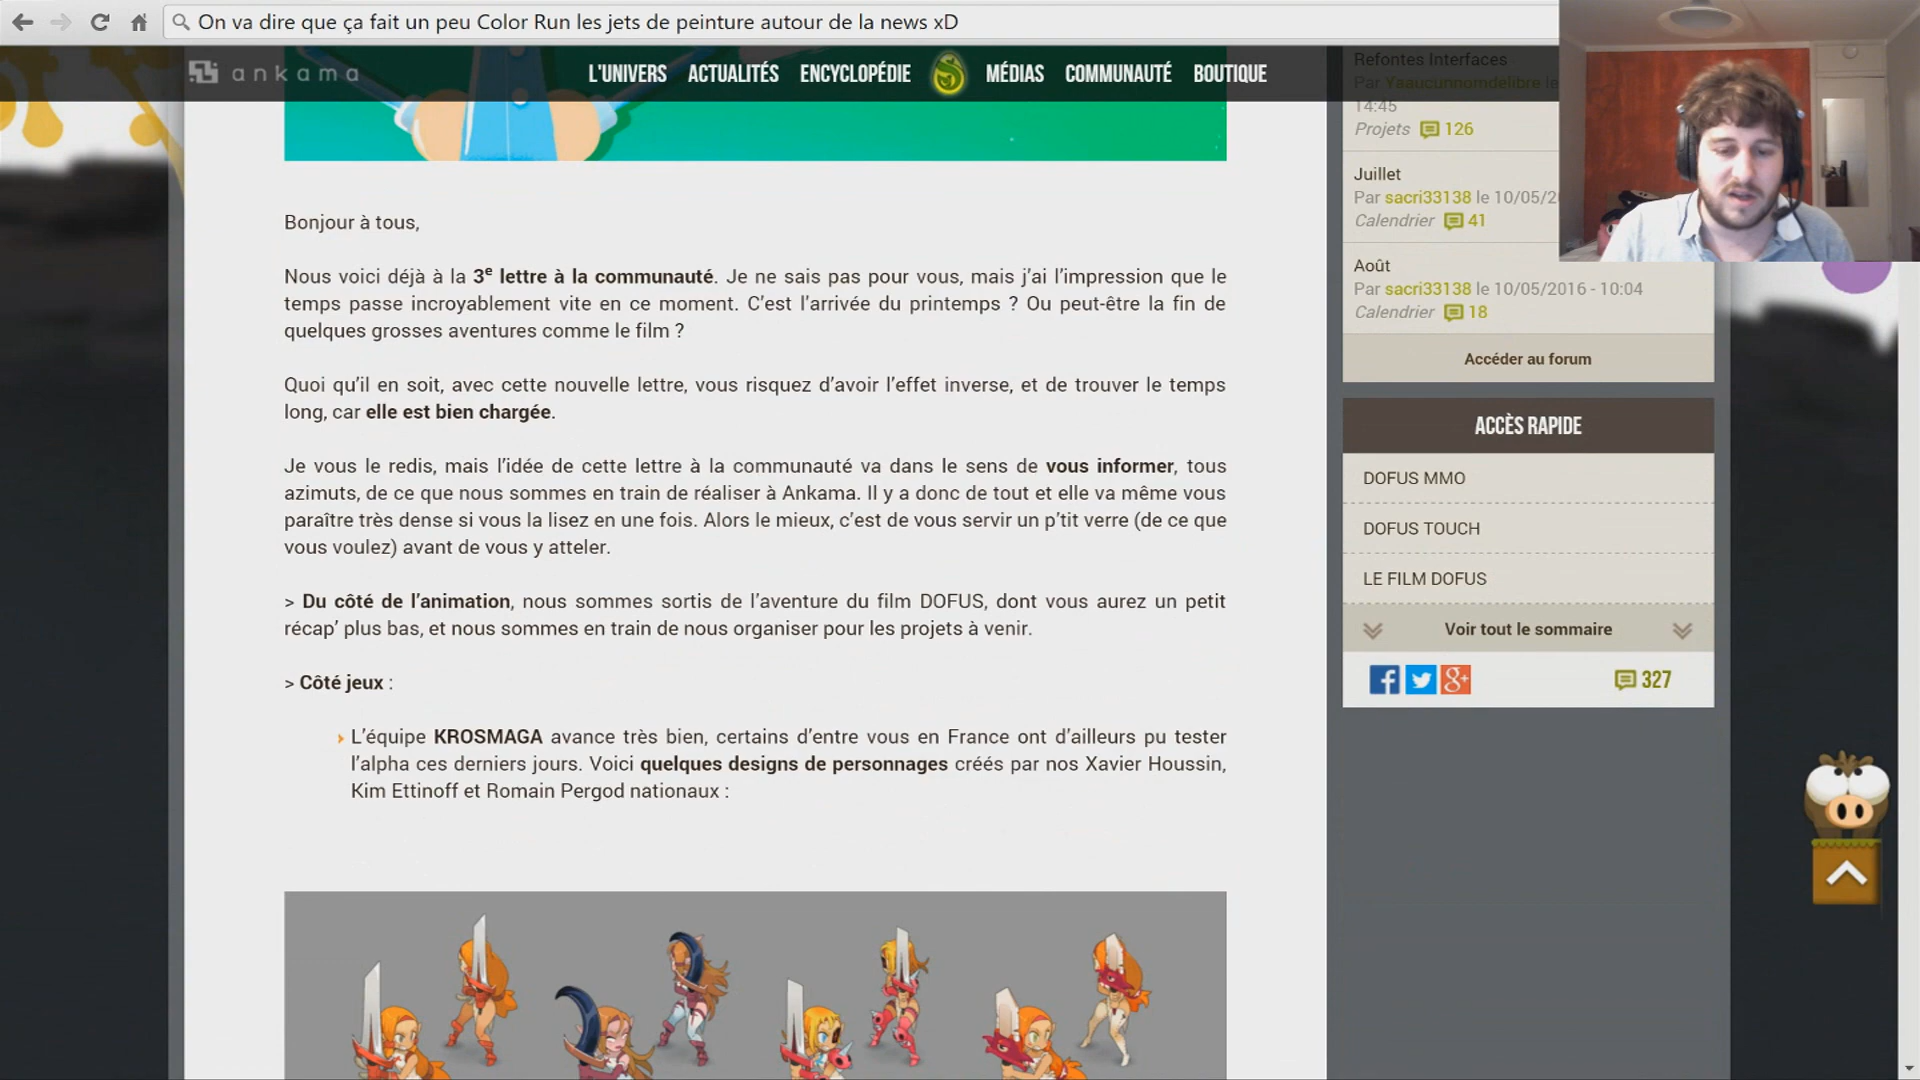 On va dire que ça fait un peu Color Run les jets de peinture autour de la news xD
ankama
L'UNIVERS ACTUALITÉS ENCYCLOPÉDIE MÉDIAS COMMUNAUTÉ BOUTIQUE
Bonjour à tous,
Nous voici déjà à la 3e lettre à la communauté. Je ne sais pas pour vous, mais j'ai l'impression que le
temps passe incroyablement vite en ce moment. C'est l'arrivée du printemps ? Ou peut-être la fin de
quelques grosses aventures comme le film ?
Quoi qu'il en soit, avec cette nouvelle lettre, vous risquez d'avoir l'effet inverse, et de trouver le temps
long, car elle est bien chargée.
Je vous le redis, mais l'idée de cette lettre à la communauté va dans le sens de vous informer, tous
azimuts, de ce que nous sommes en train de réaliser à Ankama. Il y a donc de tout et elle va même vous
paraître très dense si vous la lisez en une fois. Alors le mieux, c'est de vous servir un p'tit verre (de ce que
vous voulez) avant de vous y atteler.
> Du côté de l'animation, nous sommes sortis de l'aventure du film DOFUS, dont vous aurez un petit
récap' plus bas, et nous sommes en train de nous organiser pour les projets à venir.
> Côté jeux :
L'équipe KROSMAGA avance très bien, certains d'entre vous en France ont d'ailleurs pu tester
l'alpha ces derniers jours. Voici quelques designs de personnages créés par nos Xavier Houssin,
Kim Ettinoff et Romain Pergod nationaux :
Refontes Interfaces
Par Yaaucunnomdelibre le
14:45
Projets 126
Juillet
Par sacri33138 le 10/05/2
Calendrier 41
Août
Par sacri33138 le 10/05/2016 - 10:04
Calendrier 18
Accéder au forum
ACCÈS RAPIDE
DOFUS MMO
DOFUS TOUCH
LE FILM DOFUS
Voir tout le sommaire
327